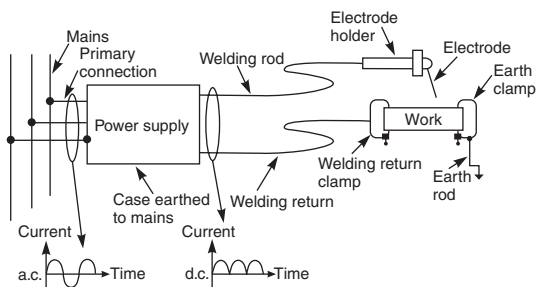 Mains
Primary
connection
Power supply
Case earthed
to mains
Welding rod
Welding return
Electrode
holder
Electrode
Earth
clamp
Work
Welding return
clamp
Earth
rod
Current
a.c.
Time
Current
d.c.
Time